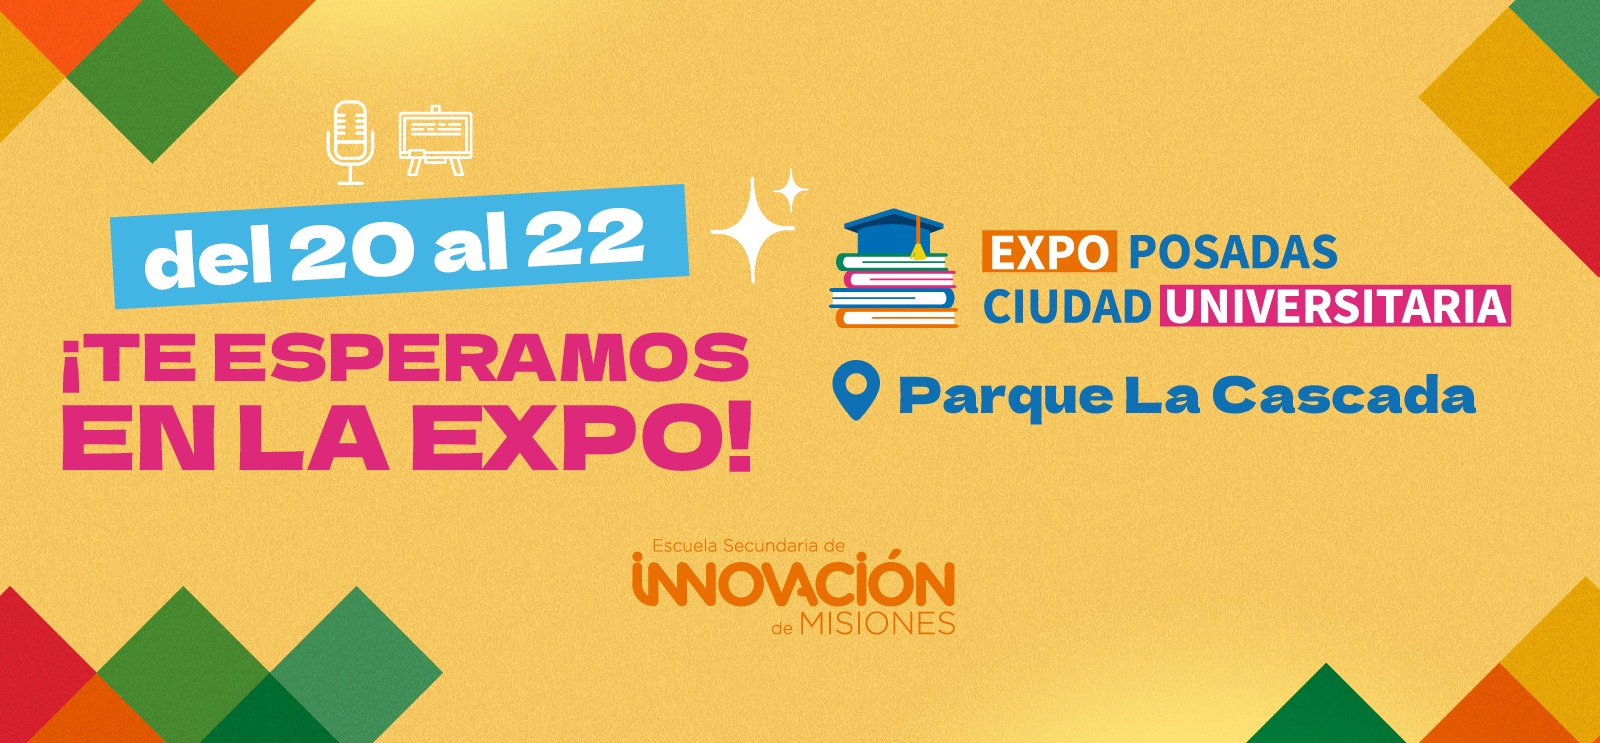 del 20 al 22
¡TE ESPERAMOS
EN LA EXPO!
EXPO POSADAS
CIUDAD UNIVERSITARIA
Parque La Cascada
Escuela Secundaria de
INNOVACIÓN
de MISIONES